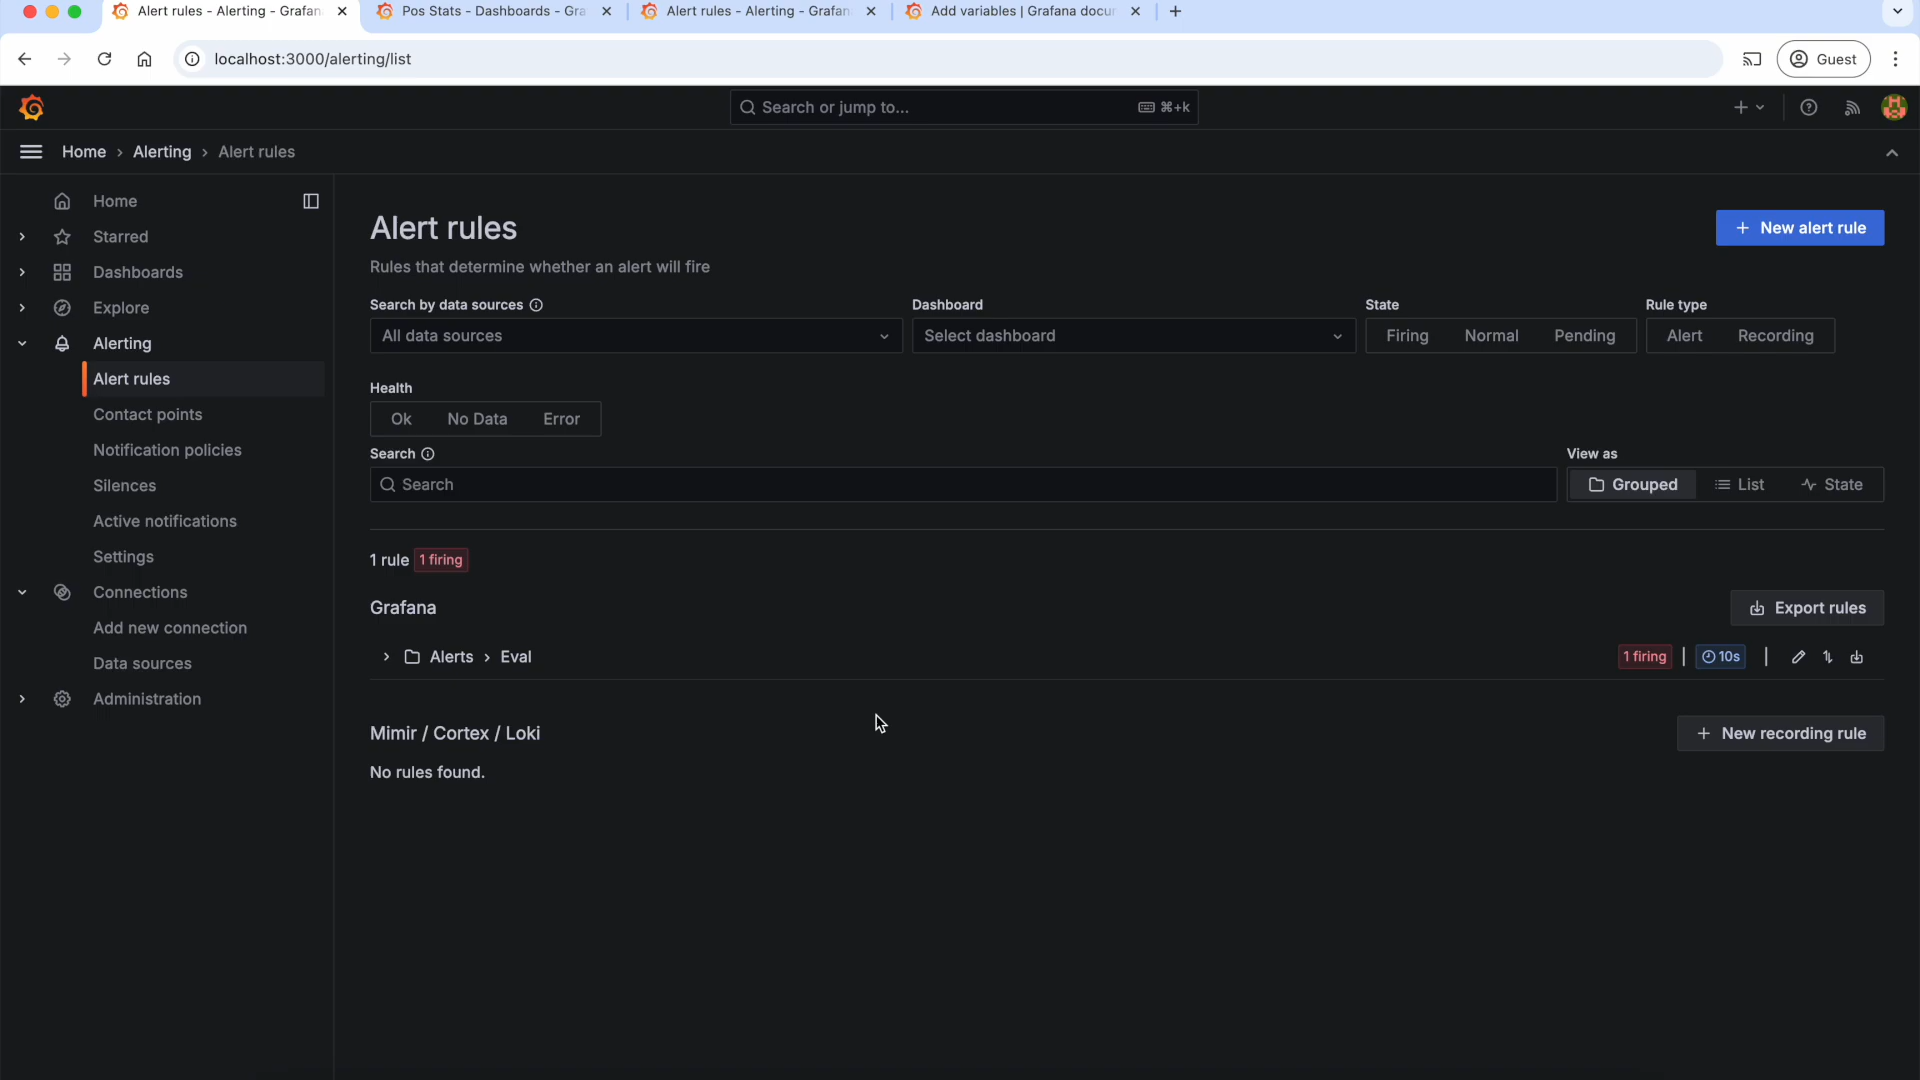 Alert rules - Alerting - Grafan
Pos Stats - Dashboards - Gra
Alert rules - Alerting - Grafan
Add variables | Grafana docum
localhost:3000/alerting/list
Guest
Search or jump to...
⌘+k
Home › Alerting › Alert rules
Home
Starred
Dashboards
Explore
Alerting
Alert rules
Contact points
Notification policies
Silences
Active notifications
Settings
Connections
Add new connection
Data sources
Administration
Alert rules
+ New alert rule
Rules that determine whether an alert will fire
Search by data sources
Dashboard
State
Rule type
All data sources
Select dashboard
Firing Normal Pending
Alert Recording
Health
Ok No Data Error
Search
View as
Search
Grouped List State
1 rule 1 firing
Grafana
Export rules
Alerts › Eval
1 firing | 10s |
Mimir / Cortex / Loki
+ New recording rule
No rules found.